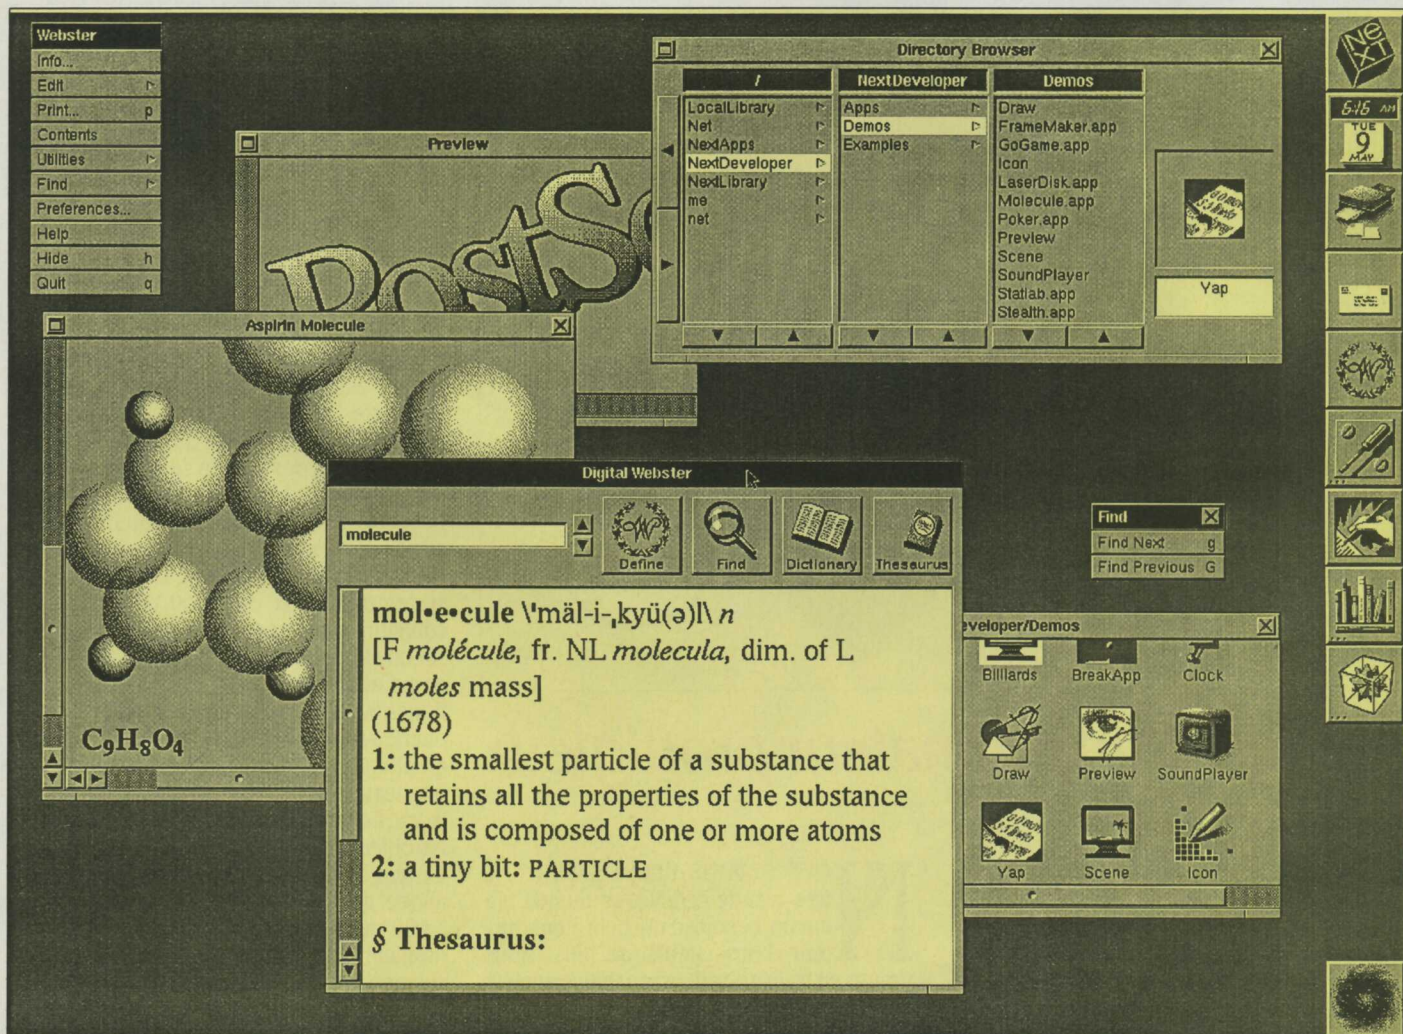 Webster
Info...
Edit
Print... p
Contents
Utilities
Find
Preferences...
Help
Hide h
Quit q
Preview
PostSc
Directory Browser
/
LocalLibrary
Net
NextApps
NextDeveloper
NextLibrary
me
net
NextDeveloper
Apps
Demos
Examples
Demos
Draw
FrameMaker.app
GoGame.app
Icon
LaserDisk.app
Molecule.app
Poker.app
Preview
Scene
SoundPlayer
Statlab.app
Stealth.app
Yap
NeXT
6:16 AM
TUE
9
MAY
Aspirin Molecule
C₉H₈O₄
Digital Webster
molecule
Define
Find
Dictionary
Thesaurus
mol•e•cule \ˈmäl-i-ˌkyü(ə)l\ n
[F molécule, fr. NL molecula, dim. of L
moles mass]
(1678)
1: the smallest particle of a substance that
retains all the properties of the substance
and is composed of one or more atoms
2: a tiny bit: PARTICLE
§ Thesaurus:
Find
Find Next g
Find Previous G
eveloper/Demos
Billiards
BreakApp
Clock
Draw
Preview
SoundPlayer
Yap
Scene
Icon